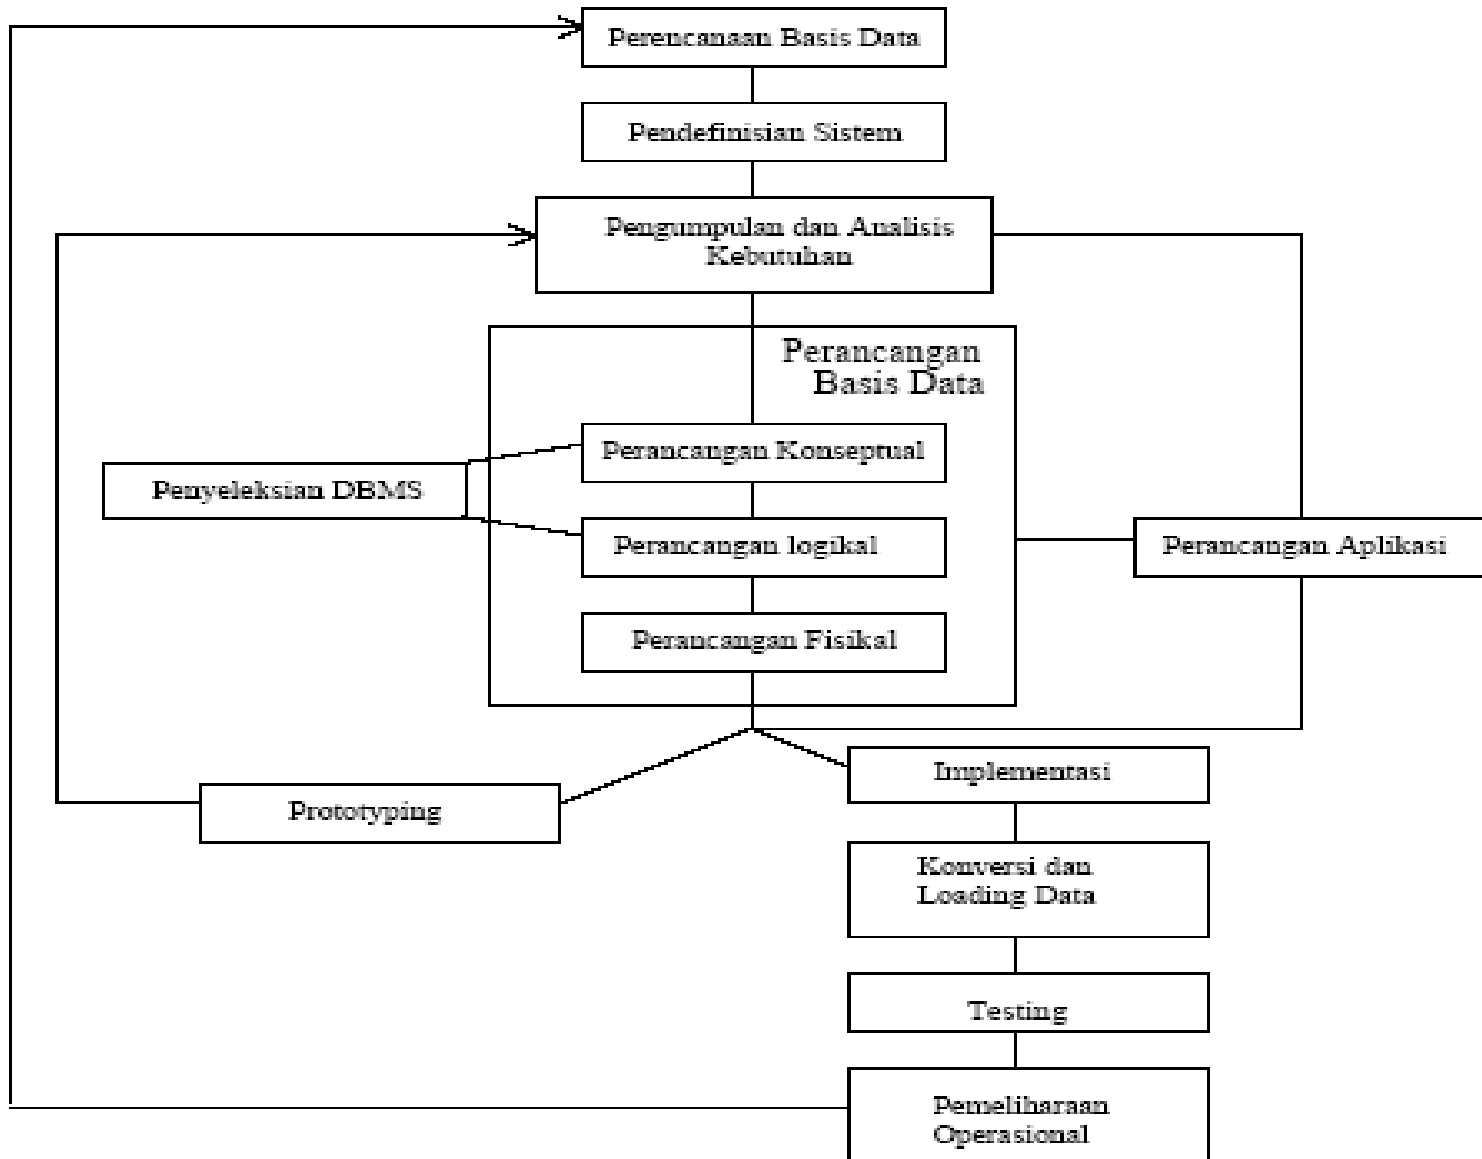 Perencanaan Basis Data
Pendefinisian Sistem
Pengumpulan dan Analisis
Kebutuhan
Perancangan
Basis Data
Perancangan Konseptual
Penyeleksian DBMS
Perancangan logikal
Perancangan Aplikasi
Perancangan Fisikal
Implementasi
Prototyping
Konversi dan
Loading Data
Testing
Pemeliharaan
Operasional